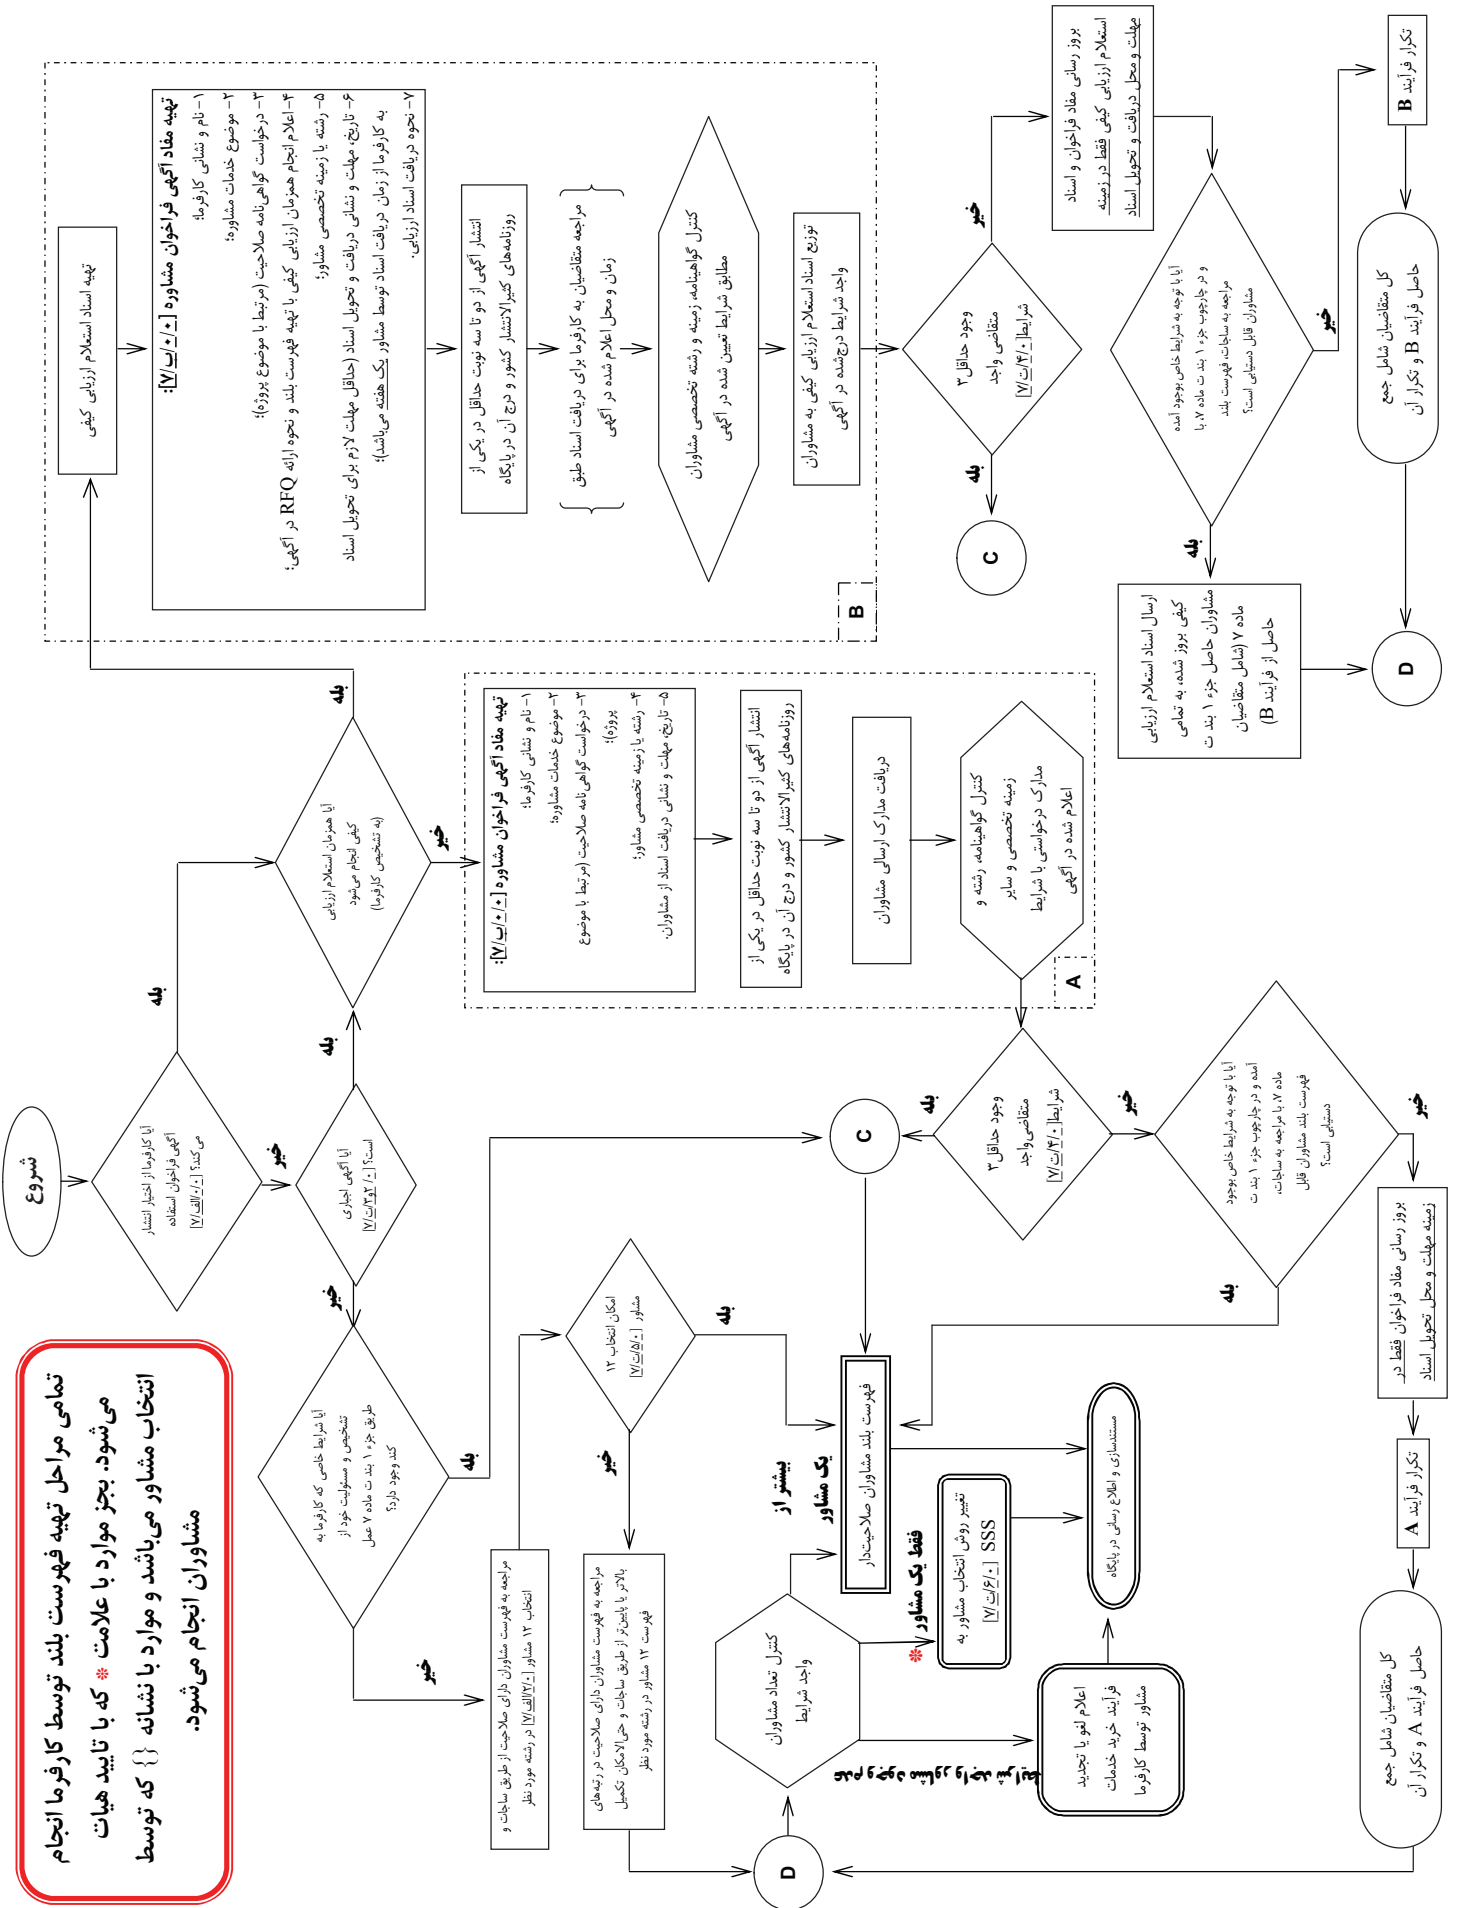 تمامی مراحل تهیه فهرست بلند توسط کارفرما انجام
می‌شود. بجز موارد با علامت * که با تایید هیات
انتخاب مشاور می‌باشد و موارد با نشانه {} که توسط
مشاوران انجام می‌شود.
شروع
آیا کارفرما از اختیار انتشار
آگهی فراخوان استفاده
می‌کند؟ [۷/الف/۰/۰]
بله
خیر
آیا آگهی اجباری
است؟ [۷/ت/۲و۳/۰]
بله
خیر
آیا همزمان استعلام ارزیابی
کیفی انجام می‌شود
(به تشخیص کارفرما)
بله
خیر
آیا شرایط خاصی که کارفرما به
تشخیص و مسئولیت خود از
طریق جزء ۱ بند ت ماده ۷ عمل
کند وجود دارد؟
بله
خیر
مراجعه به فهرست مشاوران دارای صلاحیت از طریق ساجات و
انتخاب ۱۲ مشاور [۷/الف/۲/۰] در رشته مورد نظر
امکان انتخاب ۱۲
مشاور [۷/ت/۵/۰]
بله
خیر
مراجعه به فهرست مشاوران دارای صلاحیت در رتبه‌های
بالاتر یا پایین‌تر از طریق ساجات و حتی‌الامکان تکمیل
فهرست ۱۲ مشاور در رشته مورد نظر
D
کنترل تعداد مشاوران
واجد شرایط
بیشتر از
یک مشاور
فقط یک مشاور *
عدم وجود مشاور واجد شرایط
فهرست بلند مشاوران صلاحیت‌دار
تغییر روش انتخاب مشاور به
SSS [۷/ت/۶/۰]
اعلام لغو یا تجدید
فرآیند خرید خدمات
مشاور توسط کارفرما
مستندسازی و اطلاع رسانی در پایگاه
تهیه مفاد آگهی فراخوان مشاوره [۷/ب/۰/۰]:
۱- نام و نشانی کارفرما؛
۲- موضوع خدمات مشاوره؛
۳- درخواست گواهی‌نامه صلاحیت (مرتبط با موضوع
پروژه)؛
۴- رشته یا زمینه تخصصی مشاور؛
۵- تاریخ، مهلت و نشانی دریافت اسناد از مشاوران.
انتشار آگهی از دو تا سه نوبت حداقل در یکی از
روزنامه‌های کثیرالانتشار کشور و درج آن در پایگاه
دریافت مدارک ارسالی مشاوران
کنترل گواهینامه، رشته و
زمینه تخصصی و سایر
مدارک درخواستی با شرایط
اعلام شده در آگهی
A
وجود حداقل ۳
متقاضی‌واجد
شرایط[۷/ت/۴/۰]
بله
خیر
C
آیا با توجه به شرایط خاص بوجود
آمده و در چارچوب جزء ۱ بند ت
ماده ۷، با مراجعه به ساجات،
فهرست بلند مشاوران قابل
دستیابی است؟
بله
خیر
بروز رسانی مفاد فراخوان فقط در
زمینه مهلت و محل تحویل اسناد
تکرار فرآیند A
کل متقاضیان شامل جمع
حاصل فرآیند A و تکرار آن
تهیه اسناد استعلام ارزیابی کیفی
تهیه مفاد آگهی فراخوان مشاوره [۷/ب/۰/۰]:
۱- نام و نشانی کارفرما؛
۲- موضوع خدمات مشاوره؛
۳- درخواست گواهی‌نامه صلاحیت (مرتبط با موضوع پروژه)؛
۴- اعلام انجام همزمان ارزیابی کیفی با تهیه فهرست بلند و نحوه ارائه RFQ در آگهی؛
۵- رشته یا زمینه تخصصی مشاور؛
۶- تاریخ، مهلت و نشانی دریافت و تحویل اسناد (حداقل مهلت لازم برای تحویل اسناد
به کارفرما از زمان دریافت اسناد توسط مشاور یک هفته می‌باشد)؛
۷- نحوه دریافت اسناد ارزیابی.
انتشار آگهی از دو تا سه نوبت حداقل در یکی از
روزنامه‌های کثیرالانتشار کشور و درج آن در پایگاه
مراجعه متقاضیان به کارفرما برای دریافت اسناد طبق
زمان و محل اعلام شده در آگهی
کنترل گواهینامه، زمینه و رشته تخصصی مشاوران
مطابق شرایط تعیین شده در آگهی
توزیع اسناد استعلام ارزیابی کیفی به مشاوران
واجد شرایط درج‌شده در آگهی
B
وجود حداقل ۳
متقاضی واجد
شرایط[۷/ت/۴/۰]
بله
خیر
C
بروز رسانی مفاد فراخوان و اسناد
استعلام ارزیابی کیفی فقط در زمینه
مهلت و محل دریافت و تحویل اسناد
آیا با توجه به شرایط خاص بوجود آمده
و در چارچوب جزء ۱ بند ت ماده ۷، با
مراجعه به ساجات، فهرست بلند
مشاوران قابل دستیابی است؟
بله
خیر
ارسال اسناد استعلام ارزیابی
کیفی بروز شده، به تمامی
مشاوران حاصل جزء ۱ بند ت
ماده ۷ (شامل متقاضیان
حاصل از فرآیند B)
تکرار فرآیند B
کل متقاضیان شامل جمع
حاصل فرآیند B و تکرار آن
D